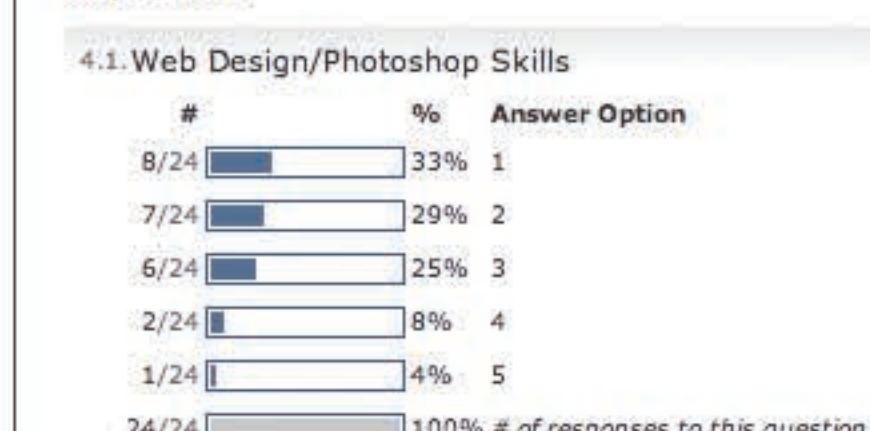 4.1. Web Design/Photoshop Skills
# % Answer Option
8/24 33% 1
7/24 29% 2
6/24 25% 3
2/24 8% 4
1/24 4% 5
24/24 100% # of responses to this question